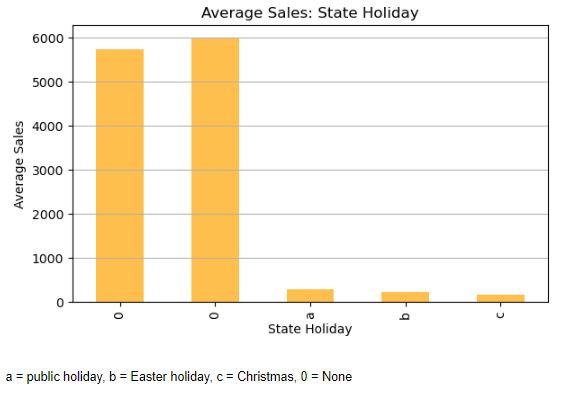 Average Sales: State Holiday
6000
5000
4000
3000
2000
1000
0
Average Sales
0 0 a b c
State Holiday
a = public holiday, b = Easter holiday, c = Christmas, 0 = None